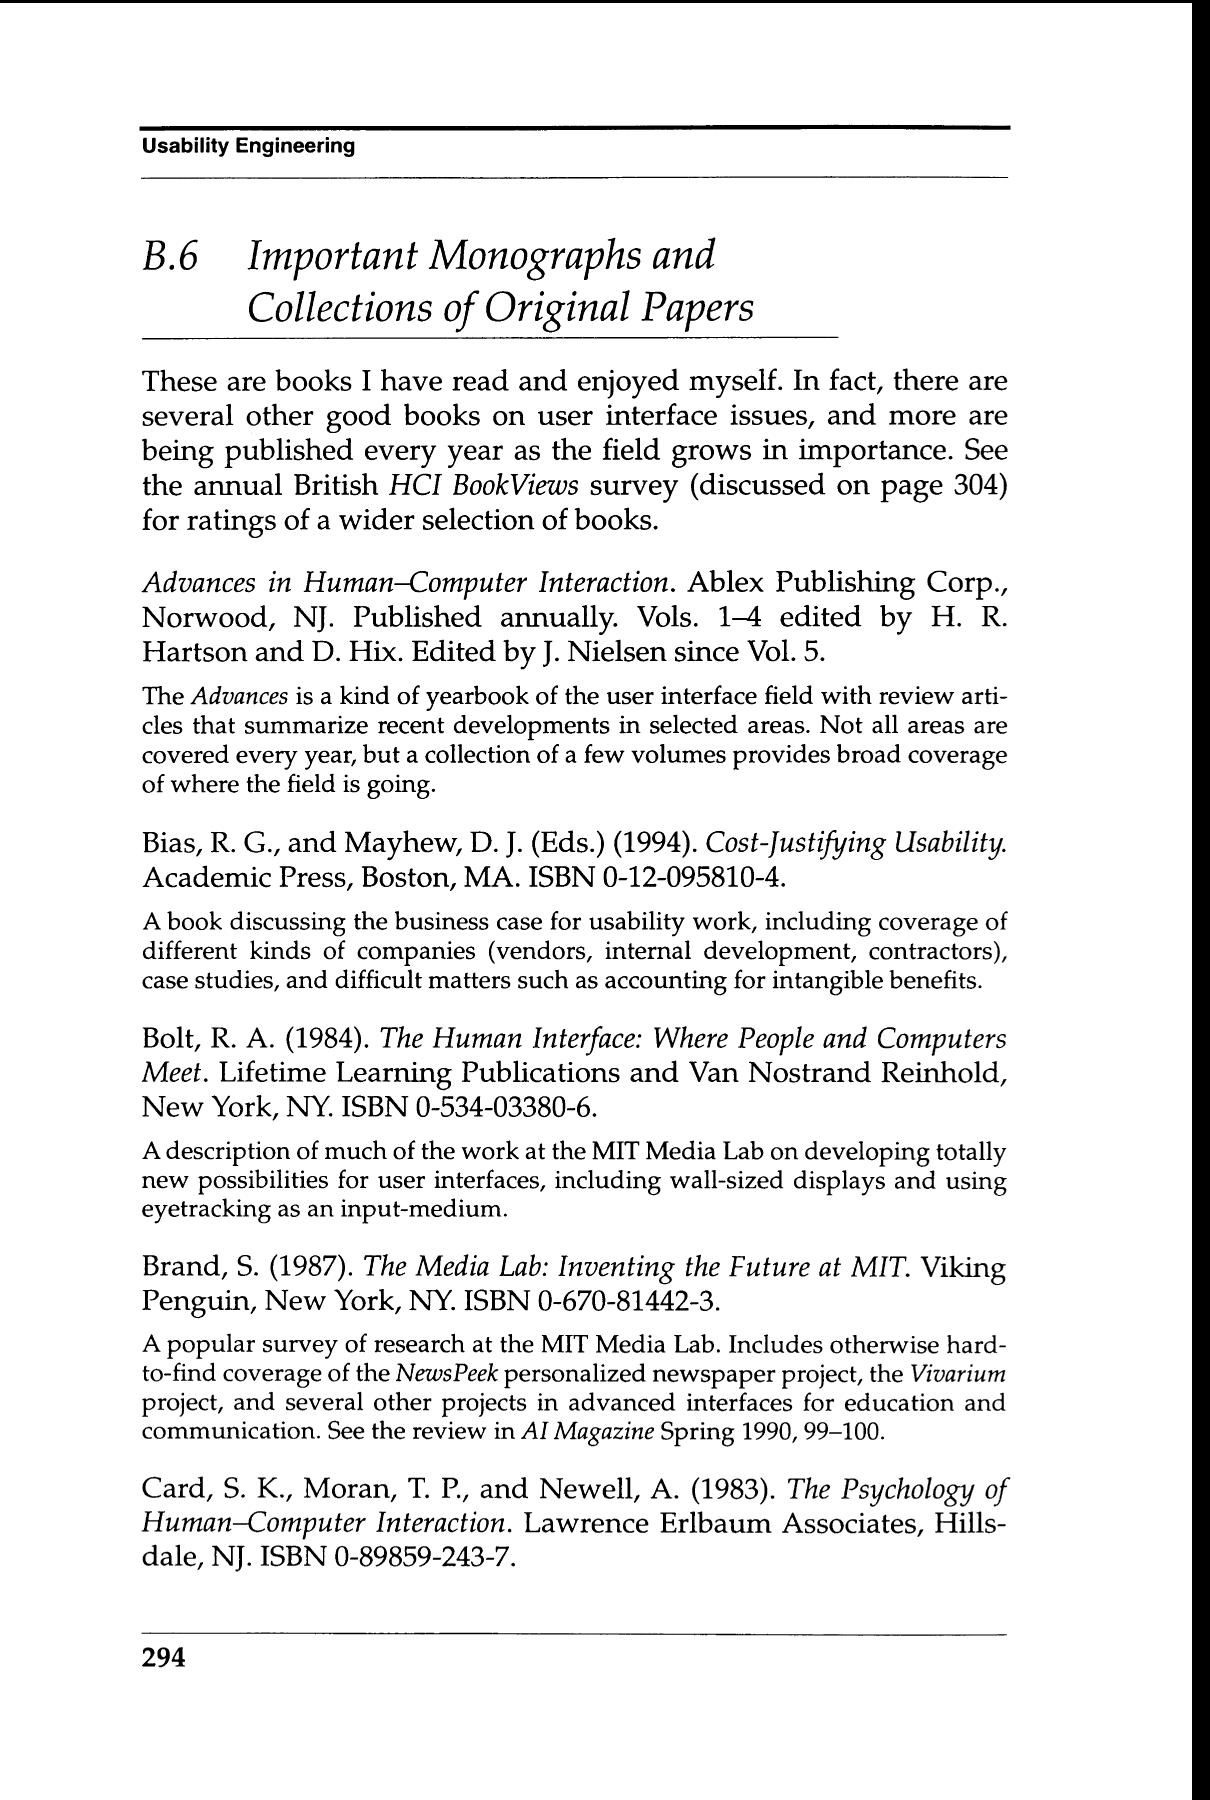 Usability Engineering
B.6 Important Monographs and
Collections of Original Papers
These are books I have read and enjoyed myself. In fact, there are
several other good books on user interface issues, and more are
being published every year as the field grows in importance. See
the annual British HCI BookViews survey (discussed on page 304)
for ratings of a wider selection of books.
Advances in Human–Computer Interaction. Ablex Publishing Corp.,
Norwood, NJ. Published annually. Vols. 1–4 edited by H. R.
Hartson and D. Hix. Edited by J. Nielsen since Vol. 5.
The Advances is a kind of yearbook of the user interface field with review arti-
cles that summarize recent developments in selected areas. Not all areas are
covered every year, but a collection of a few volumes provides broad coverage
of where the field is going.
Bias, R. G., and Mayhew, D. J. (Eds.) (1994). Cost-Justifying Usability.
Academic Press, Boston, MA. ISBN 0-12-095810-4.
A book discussing the business case for usability work, including coverage of
different kinds of companies (vendors, internal development, contractors),
case studies, and difficult matters such as accounting for intangible benefits.
Bolt, R. A. (1984). The Human Interface: Where People and Computers
Meet. Lifetime Learning Publications and Van Nostrand Reinhold,
New York, NY. ISBN 0-534-03380-6.
A description of much of the work at the MIT Media Lab on developing totally
new possibilities for user interfaces, including wall-sized displays and using
eyetracking as an input-medium.
Brand, S. (1987). The Media Lab: Inventing the Future at MIT. Viking
Penguin, New York, NY. ISBN 0-670-81442-3.
A popular survey of research at the MIT Media Lab. Includes otherwise hard-
to-find coverage of the NewsPeek personalized newspaper project, the Vivarium
project, and several other projects in advanced interfaces for education and
communication. See the review in AI Magazine Spring 1990, 99–100.
Card, S. K., Moran, T. P., and Newell, A. (1983). The Psychology of
Human–Computer Interaction. Lawrence Erlbaum Associates, Hills-
dale, NJ. ISBN 0-89859-243-7.
294